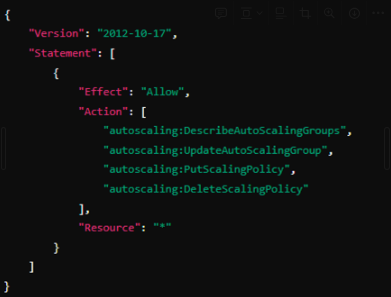 {
    "Version": "2012-10-17",
    "Statement": [
        {
            "Effect": "Allow",
            "Action": [
                "autoscaling:DescribeAutoScalingGroups",
                "autoscaling:UpdateAutoScalingGroup",
                "autoscaling:PutScalingPolicy",
                "autoscaling:DeleteScalingPolicy"
            ],
            "Resource": "*"
        }
    ]
}